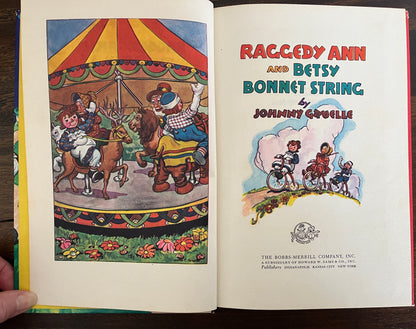 RAGGEDY ANN
AND BETSY
BONNET STRING
by
JOHNNY GRUELLE
THE BOBBS-MERRILL COMPANY, INC.
A SUBSIDIARY OF HOWARD W. SAMS & CO., INC.
Publishers INDIANAPOLIS KANSAS CITY NEW YORK